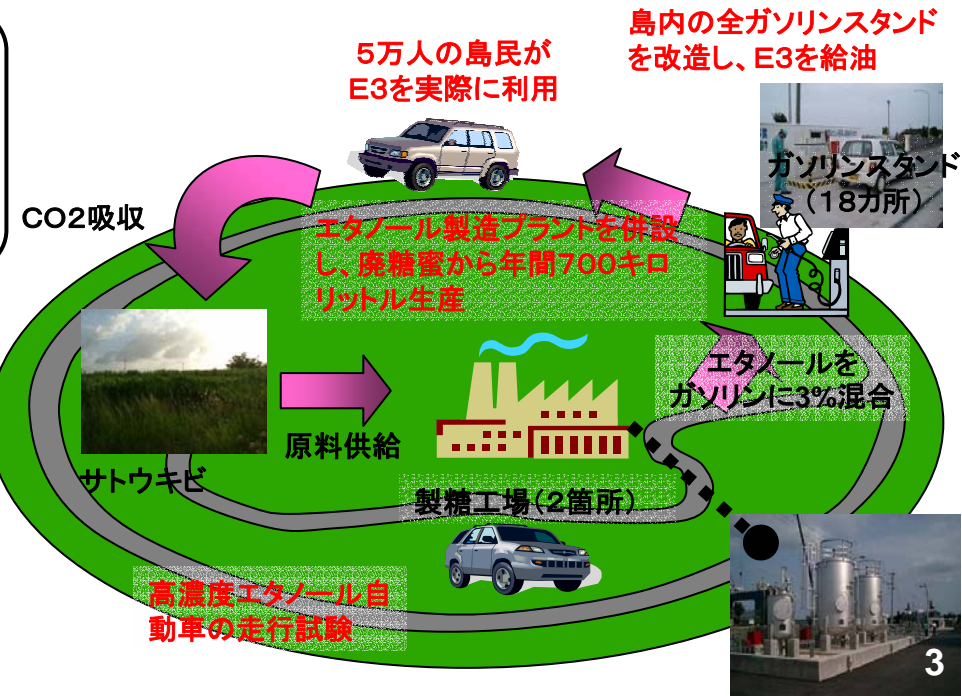 島内の全ガソリンスタンド
を改造し、E3を給油
5万人の島民が
E3を実際に利用
ガソリンスタンド
（18カ所）
CO2吸収
エタノール製造プラントを併設
し、廃糖蜜から年間700キロ
リットル生産
エタノールを
ガソリンに3%混合
原料供給
サトウキビ
製糖工場（2箇所）
高濃度エタノール自
動車の走行試験
3